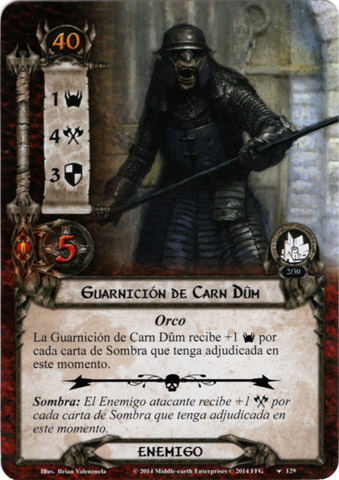 40
1
4
3
5
2/30
Guarnición de Carn Dûm
Orco
La Guarnición de Carn Dûm recibe +1 por
cada carta de Sombra que tenga adjudicada en
este momento.
Sombra: El Enemigo atacante recibe +1 por
cada carta de Sombra que tenga adjudicada en
este momento.
ENEMIGO
Illus. Brian Valenzuela © 2014 Middle-earth Enterprises © 2014 FFG 129